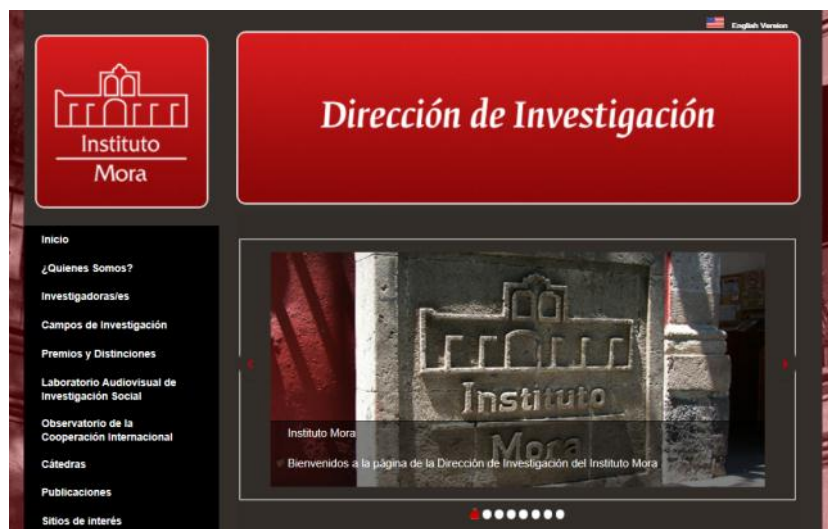 English Version
Instituto
Mora
Dirección de Investigación
Inicio
¿Quienes Somos?
Investigadoras/es
Campos de Investigación
Premios y Distinciones
Laboratorio Audiovisual de
Investigación Social
Observatorio de la
Cooperación Internacional
Cátedras
Publicaciones
Sitios de interés
Instituto
Mora
Instituto Mora
Bienvenidos a la página de la Dirección de Investigación del Instituto Mora